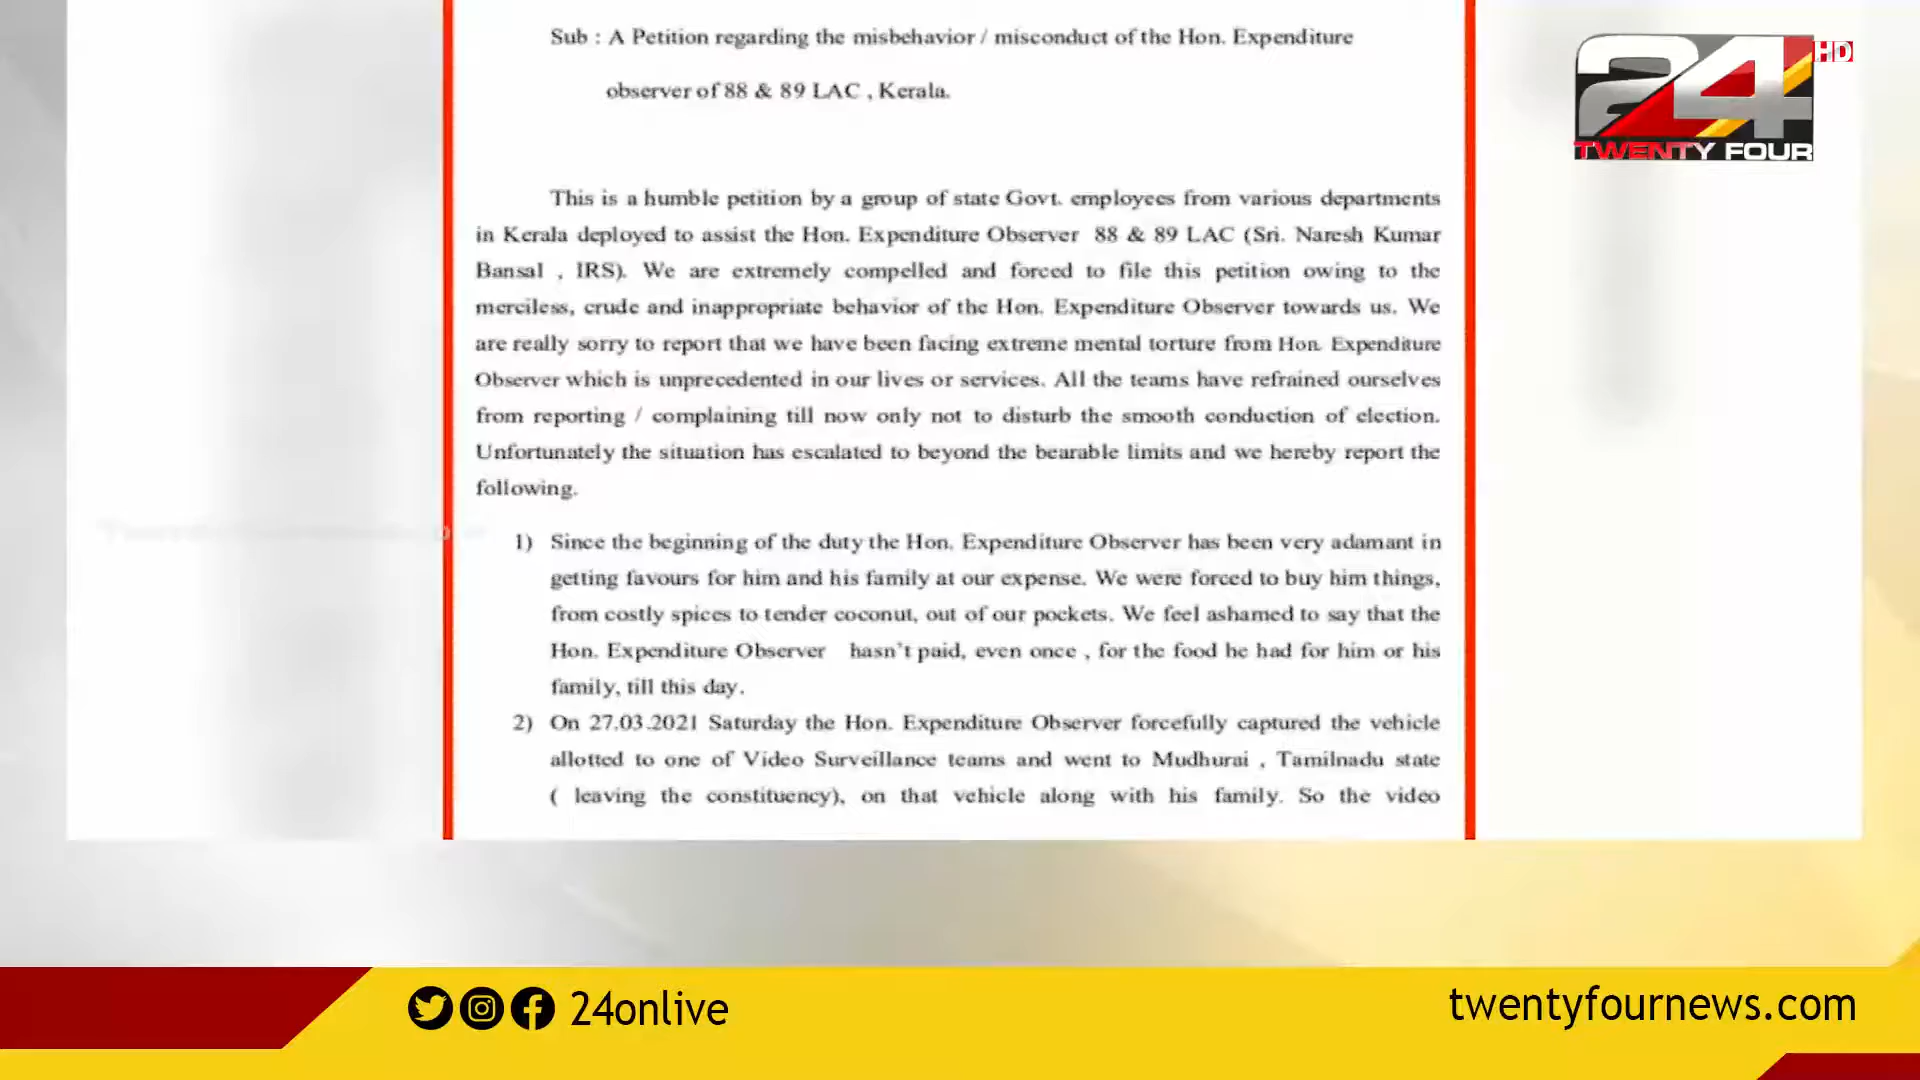 Sub : A Petition regarding the misbehavior / misconduct of the Hon. Expenditure
observer of 88 & 89 LAC , Kerala.
24
HD
TWENTY FOUR
This is a humble petition by a group of state Govt. employees from various departments
in Kerala deployed to assist the Hon. Expenditure Observer 88 & 89 LAC (Sri. Naresh Kumar
Bansal , IRS). We are extremely compelled and forced to file this petition owing to the
merciless, crude and inappropriate behavior of the Hon. Expenditure Observer towards us. We
are really sorry to report that we have been facing extreme mental torture from Hon. Expenditure
Observer which is unprecedented in our lives or services. All the teams have refrained ourselves
from reporting / complaining till now only not to disturb the smooth conduction of election.
Unfortunately the situation has escalated to beyond the bearable limits and we hereby report the
following.
1) Since the beginning of the duty the Hon. Expenditure Observer has been very adamant in
getting favours for him and his family at our expense. We were forced to buy him things,
from costly spices to tender coconut, out of our pockets. We feel ashamed to say that the
Hon. Expenditure Observer hasn't paid, even once , for the food he had for him or his
family, till this day.
2) On 27.03.2021 Saturday the Hon. Expenditure Observer forcefully captured the vehicle
allotted to one of Video Surveillance teams and went to Mudhurai , Tamilnadu state
( leaving the constituency), on that vehicle along with his family. So the video
24onlive
twentyfournews.com